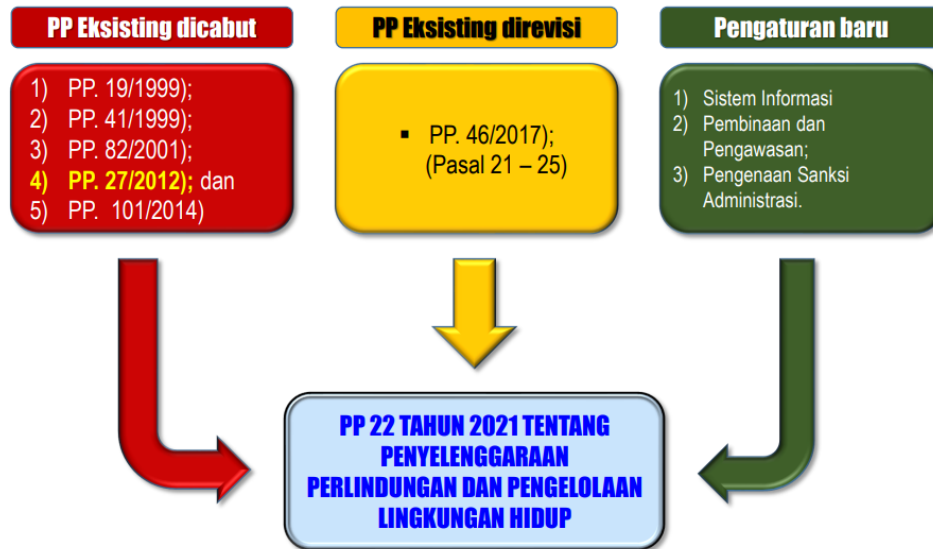 PP Eksisting dicabut
1) PP. 19/1999);
2) PP. 41/1999);
3) PP. 82/2001);
4) PP. 27/2012); dan
5) PP. 101/2014)
PP Eksisting direvisi
▪ PP. 46/2017);
(Pasal 21 – 25)
Pengaturan baru
1) Sistem Informasi
2) Pembinaan dan
Pengawasan;
3) Pengenaan Sanksi
Administrasi.
PP 22 TAHUN 2021 TENTANG
PENYELENGGARAAN
PERLINDUNGAN DAN PENGELOLAAN
LINGKUNGAN HIDUP